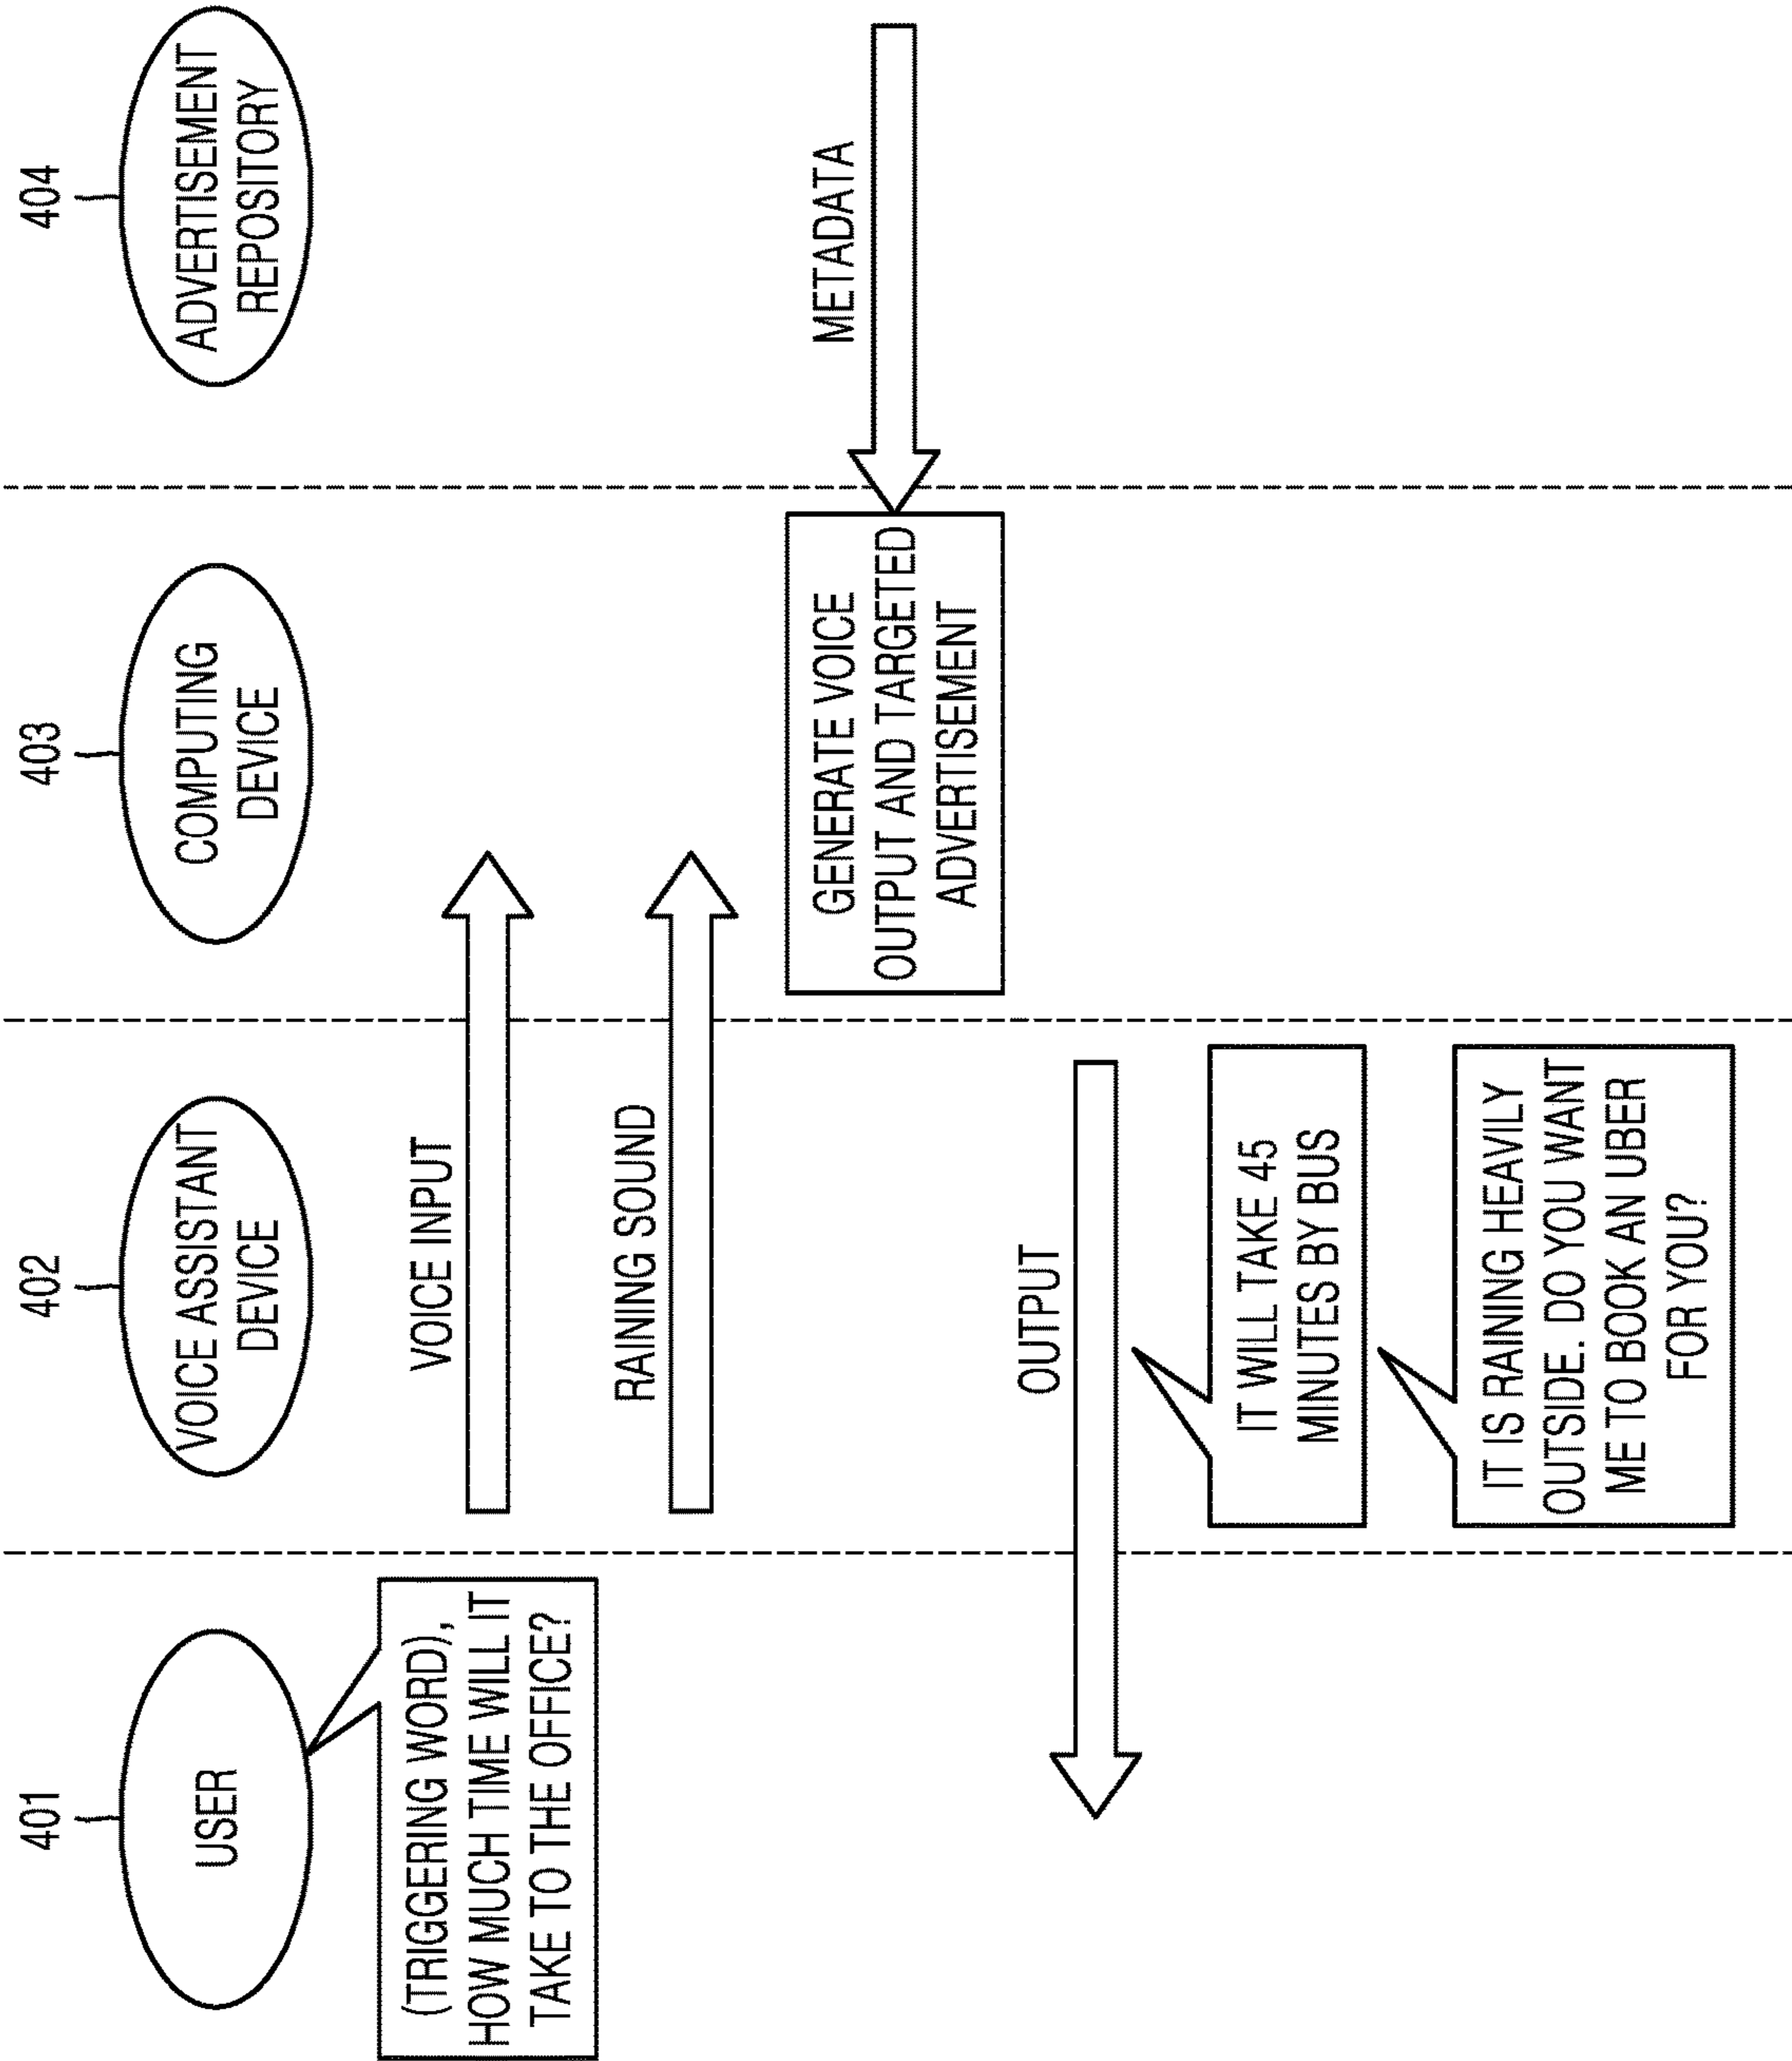 401
402
403
404
USER
VOICE ASSISTANT
DEVICE
COMPUTING
DEVICE
ADVERTISEMENT
REPOSITORY
(TRIGGERING WORD),
HOW MUCH TIME WILL IT
TAKE TO THE OFFICE?
VOICE INPUT
RAINING SOUND
METADATA
GENERATE VOICE
OUTPUT AND TARGETED
ADVERTISEMENT
OUTPUT
IT WILL TAKE 45
MINUTES BY BUS
IT IS RAINING HEAVILY
OUTSIDE. DO YOU WANT
ME TO BOOK AN UBER
FOR YOU?